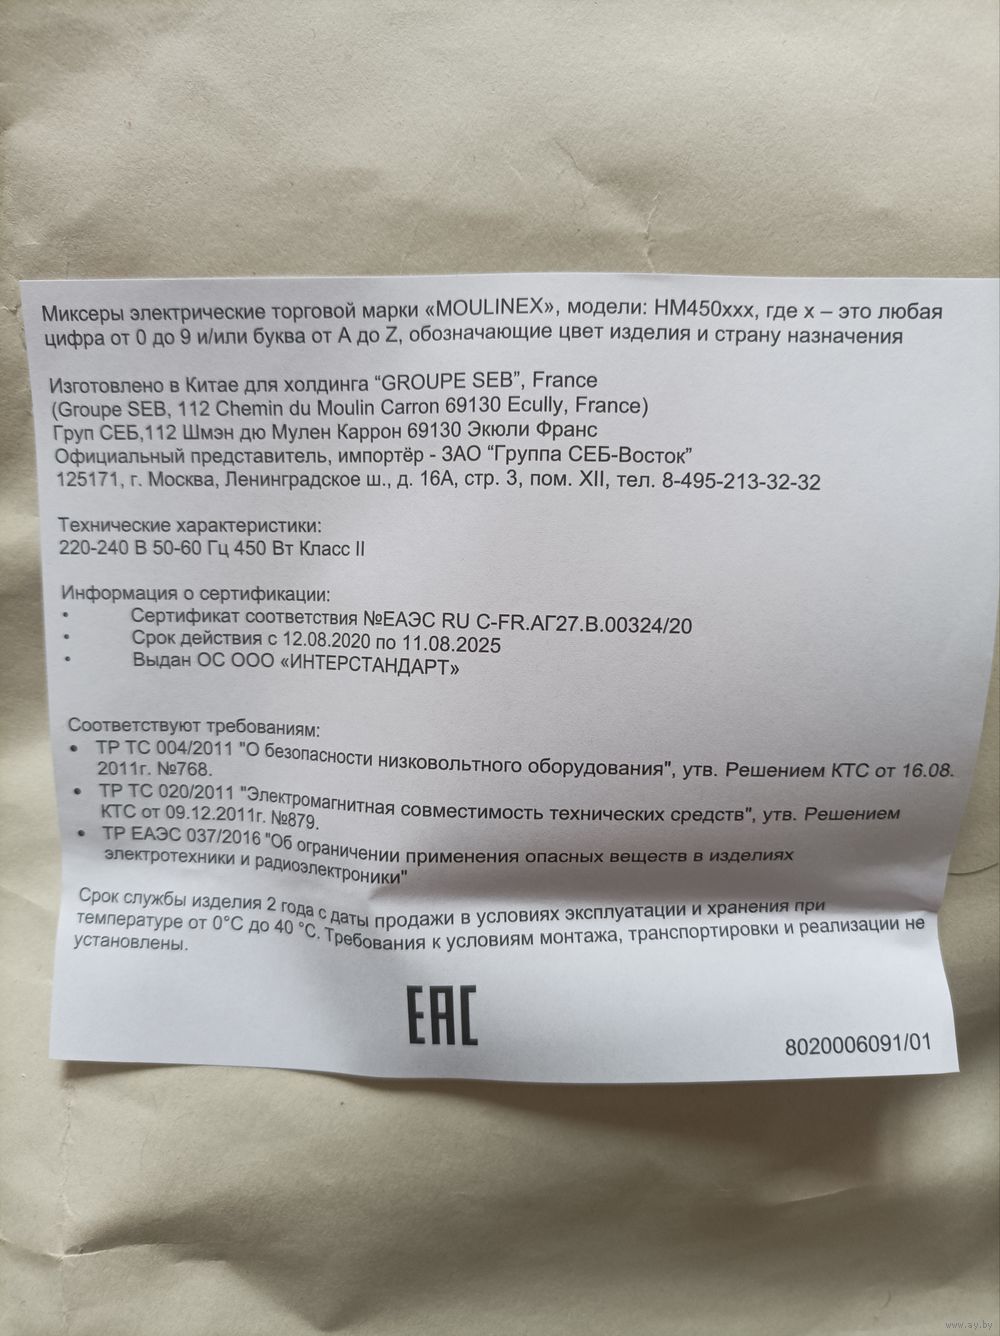 Миксеры электрические торговой марки «MOULINEX», модели: HM450xxx, где x – это любая
цифра от 0 до 9 и/или буква от A до Z, обозначающие цвет изделия и страну назначения
Изготовлено в Китае для холдинга “GROUPE SEB”, France
(Groupe SEB, 112 Chemin du Moulin Carron 69130 Ecully, France)
Груп СЕБ,112 Шмэн дю Мулен Каррон 69130 Экюли Франс
Официальный представитель, импортёр - ЗАО “Группа СЕБ-Восток”
125171, г. Москва, Ленинградское ш., д. 16А, стр. 3, пом. XII, тел. 8-495-213-32-32
Технические характеристики:
220-240 В 50-60 Гц 450 Вт Класс II
Информация о сертификации:
• Сертификат соответствия №ЕАЭС RU C-FR.АГ27.В.00324/20
• Срок действия с 12.08.2020 по 11.08.2025
• Выдан ОС ООО «ИНТЕРСТАНДАРТ»
Соответствуют требованиям:
• ТР ТС 004/2011 "О безопасности низковольтного оборудования", утв. Решением КТС от 16.08.
2011г. №768.
• ТР ТС 020/2011 "Электромагнитная совместимость технических средств", утв. Решением
КТС от 09.12.2011г. №879.
• ТР ЕАЭС 037/2016 "Об ограничении применения опасных веществ в изделиях
электротехники и радиоэлектроники"
Срок службы изделия 2 года с даты продажи в условиях эксплуатации и хранения при
температуре от 0°С до 40 °С. Требования к условиям монтажа, транспортировки и реализации не
установлены.
ЕАС
8020006091/01
www.ay.by